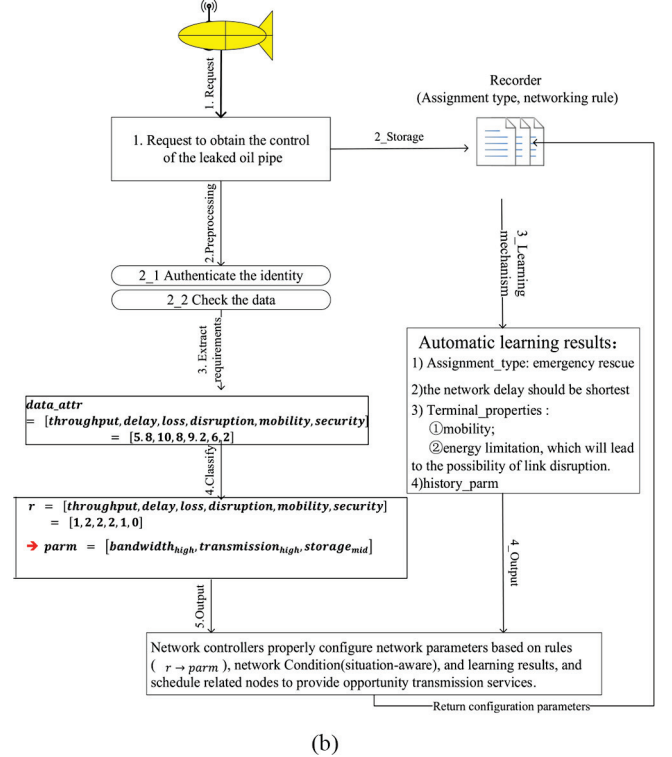 1. Request
1. Request to obtain the control
of the leaked oil pipe
2_Storage
Recorder
(Assignment type, networking rule)
2.Preprocessing
2_1 Authenticate the identity
2_2 Check the data
3. Extract
requirements
data_attr
= [throughput, delay, loss, disruption, mobility, security]
= [5.8, 10, 8, 9.2, 6, 2]
4.Classify
r = [throughput, delay, loss, disruption, mobility, security]
= [1, 2, 2, 2, 1, 0]
➔ parm = [bandwidth_high, transmission_high, storage_mid]
5.Output
3_Learning
mechanism
Automatic learning results：
1) Assignment_type: emergency rescue
2)the network delay should be shortest
3) Terminal_properties :
①mobility;
②energy limitation, which will lead
to the possibility of link disruption.
4)history_parm
4_Output
Network controllers properly configure network parameters based on rules
( r → parm ), network Condition(situation-aware), and learning results, and
schedule related nodes to provide opportunity transmission services.
Return configuration parameters
(b)